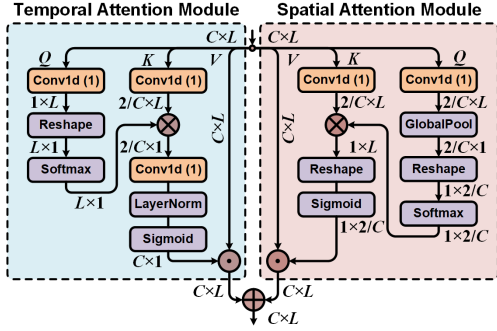 Temporal Attention Module
Spatial Attention Module
C×L
C×L
Q
K
V
V
K
Q
Conv1d (1)
Conv1d (1)
Conv1d (1)
Conv1d (1)
1×L
2/C×L
2/C×L
2/C×L
Reshape
GlobalPool
C×L
C×L
L×1
2/C×1
1×L
2/C×1
Softmax
Conv1d (1)
Reshape
Reshape
L×1
1×2/C
LayerNorm
Sigmoid
Softmax
Sigmoid
1×2/C
1×2/C
C×1
C×L
C×L
C×L